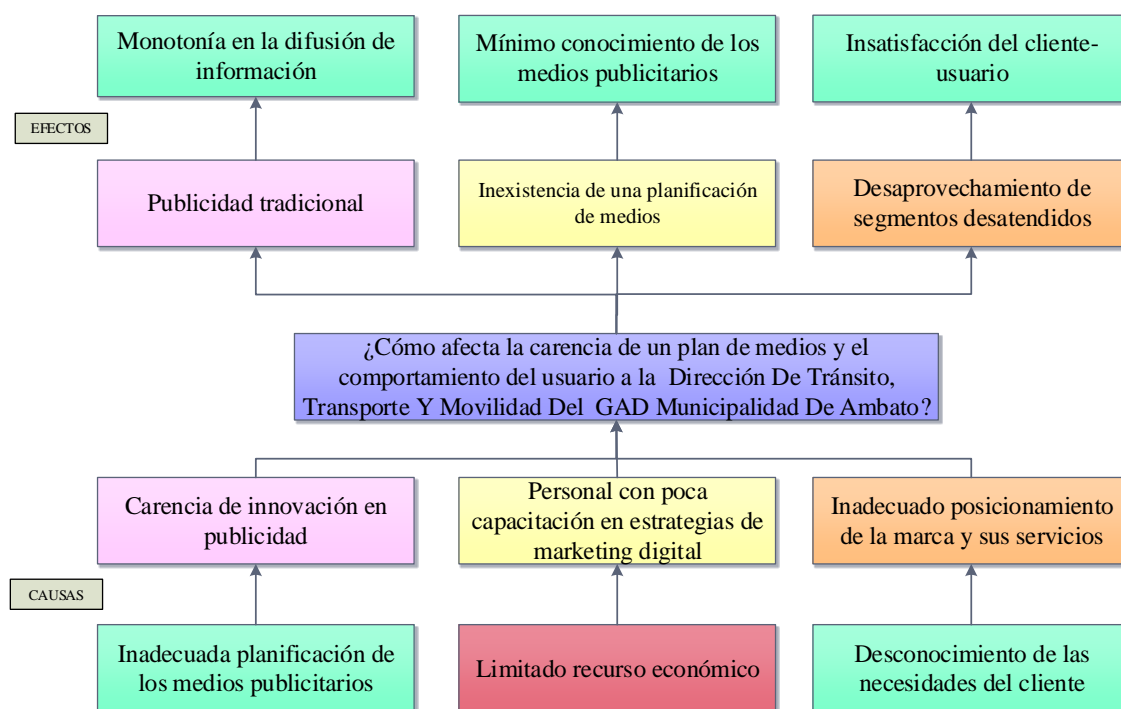 Monotonía en la difusión de
información
Mínimo conocimiento de los
medios publicitarios
Insatisfacción del cliente-
usuario
EFECTOS
Publicidad tradicional
Inexistencia de una planificación
de medios
Desaprovechamiento de
segmentos desatendidos
¿Cómo afecta la carencia de un plan de medios y el
comportamiento del usuario a la Dirección De Tránsito,
Transporte Y Movilidad Del GAD Municipalidad De Ambato?
Carencia de innovación en
publicidad
Personal con poca
capacitación en estrategias de
marketing digital
Inadecuado posicionamiento
de la marca y sus servicios
CAUSAS
Inadecuada planificación de
los medios publicitarios
Limitado recurso económico
Desconocimiento de las
necesidades del cliente